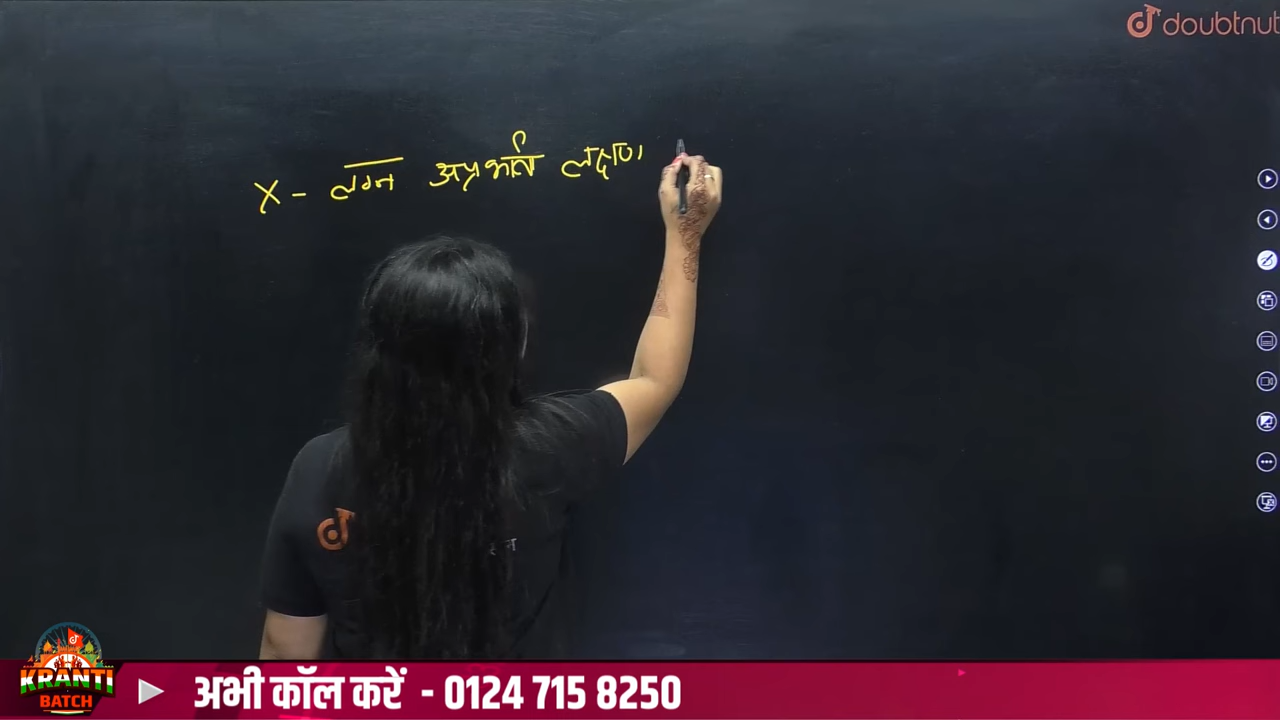 doubtnut
X - लग्न अप्रभावी लक्षण
KRANTI
BATCH
अभी कॉल करें - 0124 715 8250